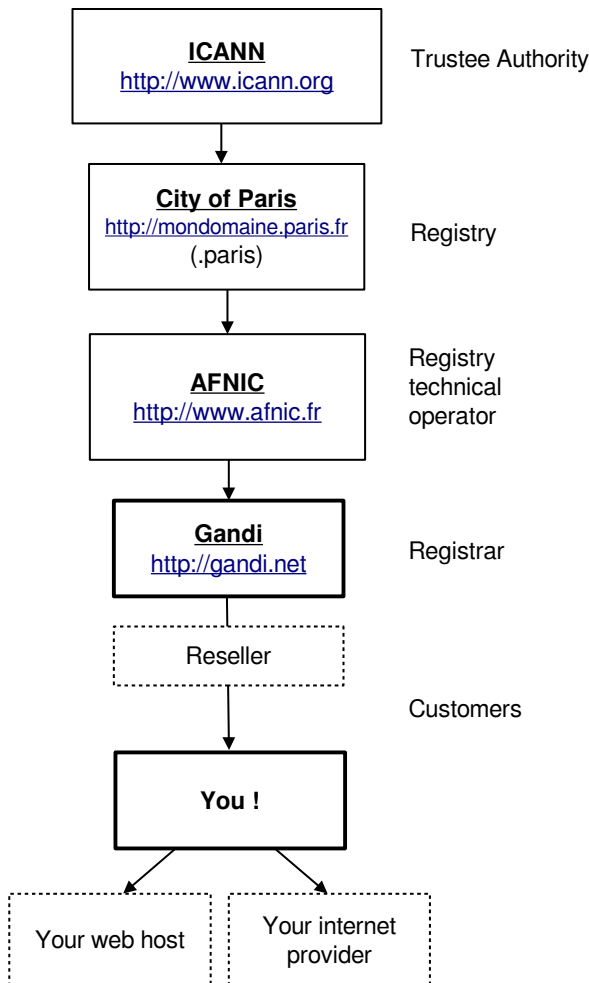 ICANN
http://www.icann.org
Trustee Authority
City of Paris
http://mondomaine.paris.fr
(.paris)
Registry
AFNIC
http://www.afnic.fr
Registry
technical
operator
Gandi
http://gandi.net
Registrar
Reseller
Customers
You !
Your web host
Your internet
provider